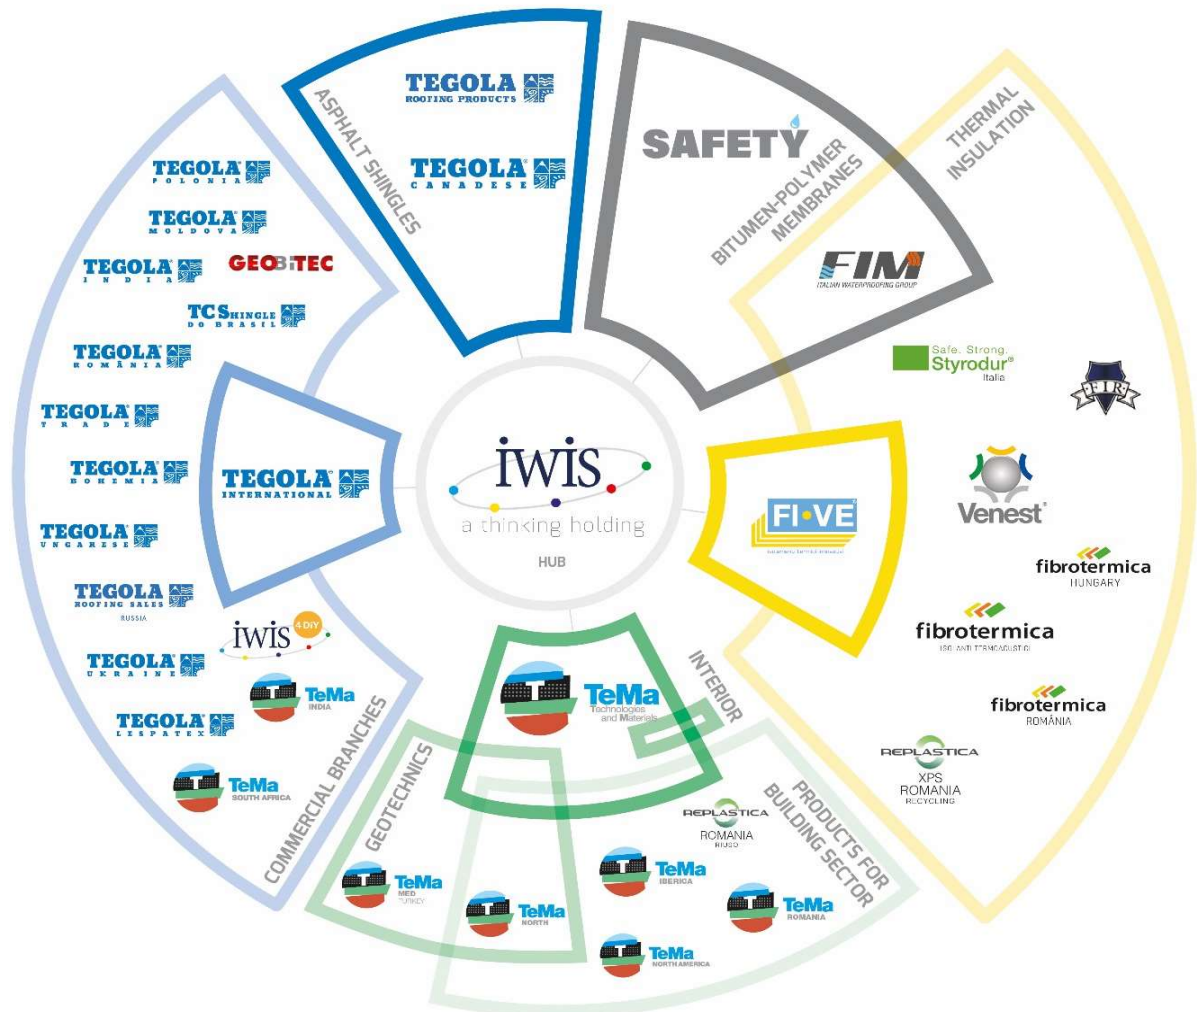 TEGOLA
ROOFING PRODUCTS
TEGOLA
CANADESE
ASPHALT SHINGLES
SAFETY
BITUMEN-POLYMER
MEMBRANES
FIM
ITALIAN WATERPROOFING GROUP
THERMAL
INSULATION
Safe. Strong.
Styrodur®
Italia
FIR
Venest®
fibrotermica
HUNGARY
fibrotermica
ISOLANTI TERMOACUSTICI
fibrotermica
ROMÂNIA
REPLASTICA
XPS
ROMANIA
RECYCLING
FI•VE
TEGOLA
POLONIA
TEGOLA
MOLDOVA
TEGOLA
INDIA
GEOBiTEC
TCSHINGLE
DO BRASIL
TEGOLA
ROMÂNIA
TEGOLA
TRADE
TEGOLA
BOHEMIA
TEGOLA
UNGARESE
TEGOLA
ROOFING SALES
RUSSIA
TEGOLA
UKRAINE
TEGOLA
LESPATEX
iwis
4 DiY
TeMa
INDIA
TeMa
SOUTH AFRICA
COMMERCIAL BRANCHES
TEGOLA
INTERNATIONAL
iwis
a thinking holding
HUB
TeMa
Technologies
and Materials
INTERIOR
GEOTECHNICS
TeMa
MED
TURKEY
TeMa
NORTH
REPLASTICA
ROMANIA
RIUSO
TeMa
IBERICA
TeMa
ROMANIA
TeMa
NORTH AMERICA
PRODUCTS FOR
BUILDING SECTOR